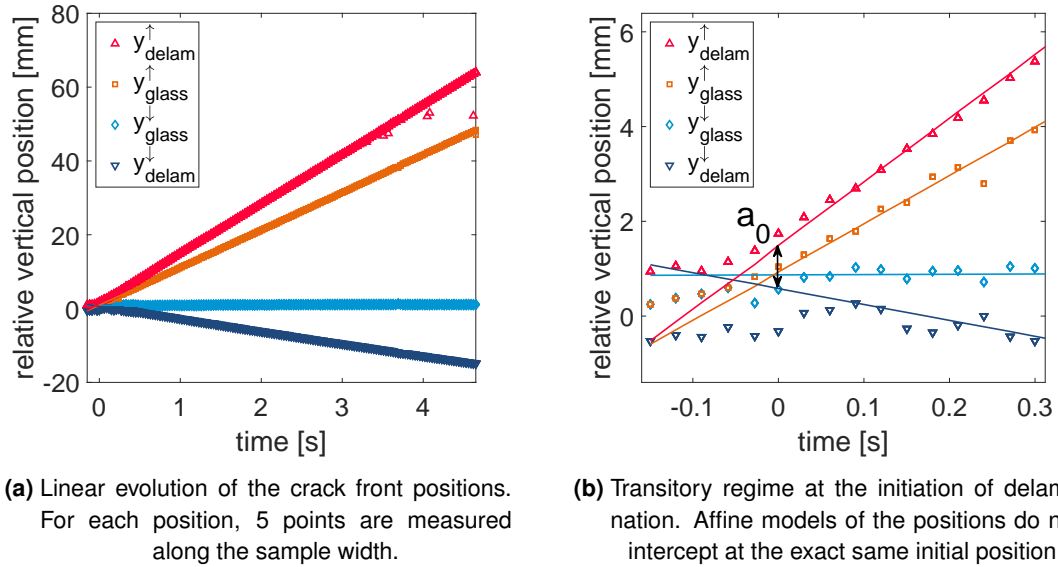 80
60
40
20
0
-20
relative vertical position [mm]
y↑delam
y↑glass
y↓glass
y↓delam
0
1
2
3
4
time [s]
6
4
2
0
relative vertical position [mm]
y↑delam
y↑glass
y↓glass
y↓delam
a0
-0.1
0
0.1
0.2
0.3
time [s]
(a) Linear evolution of the crack front positions.
For each position, 5 points are measured
along the sample width.
(b) Transitory regime at the initiation of delam
nation. Affine models of the positions do n
intercept at the exact same initial position